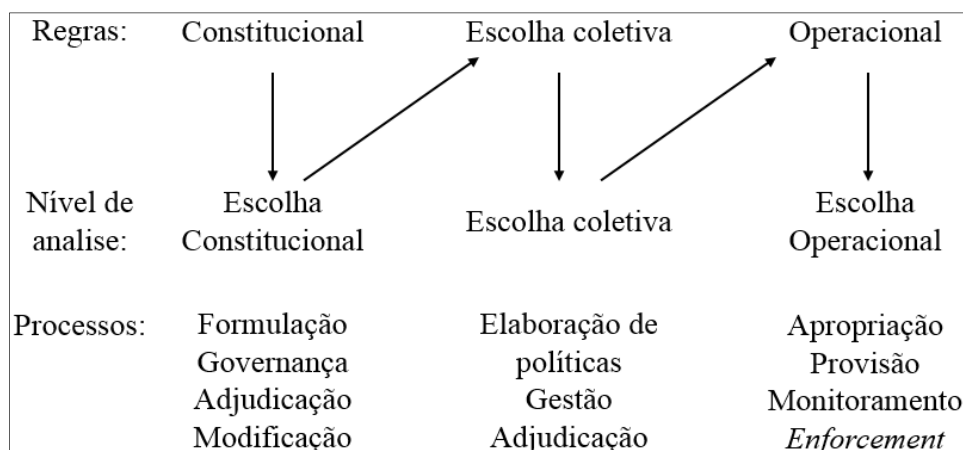 Regras: Constitucional Escolha coletiva Operacional
Nível de Escolha Escolha coletiva Escolha
analise: Constitucional Operacional
Processos: Formulação Elaboração de Apropriação
Governança políticas Provisão
Adjudicação Gestão Monitoramento
Modificação Adjudicação Enforcement